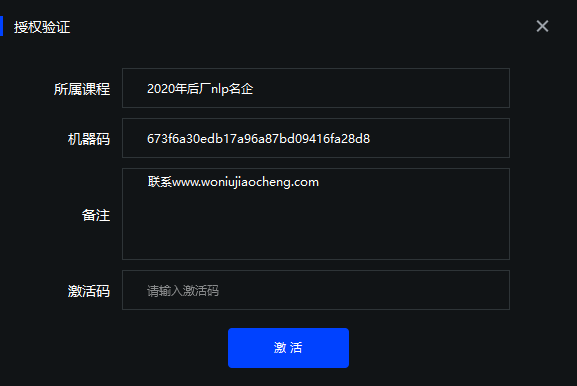 授权验证
所属课程 2020年后厂nlp名企
机器码 673f6a30edb17a96a87bd09416fa28d8
联系www.woniujiaocheng.com
备注
激活码 请输入激活码
激 活